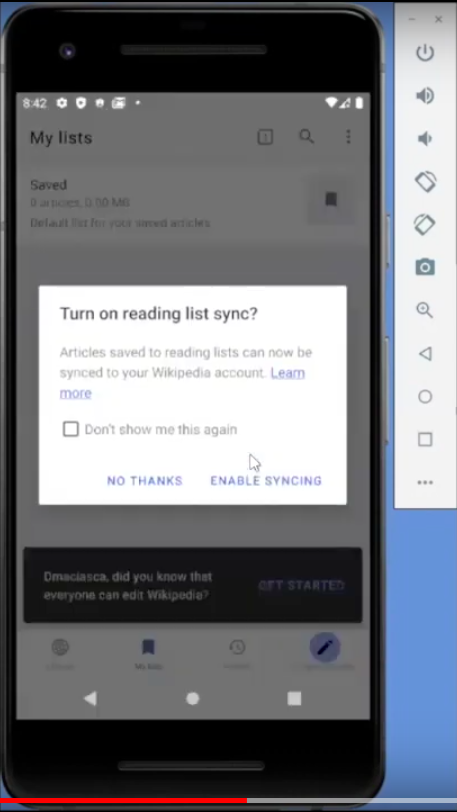 8:42
My lists
1
Saved
0 articles, 0.00 MB
Default list for your saved articles
Turn on reading list sync?
Articles saved to reading lists can now be
synced to your Wikipedia account. Learn
more
Don't show me this again
NO THANKS
ENABLE SYNCING
Dmaciasca, did you know that
everyone can edit Wikipedia?
GET STARTED
My lists